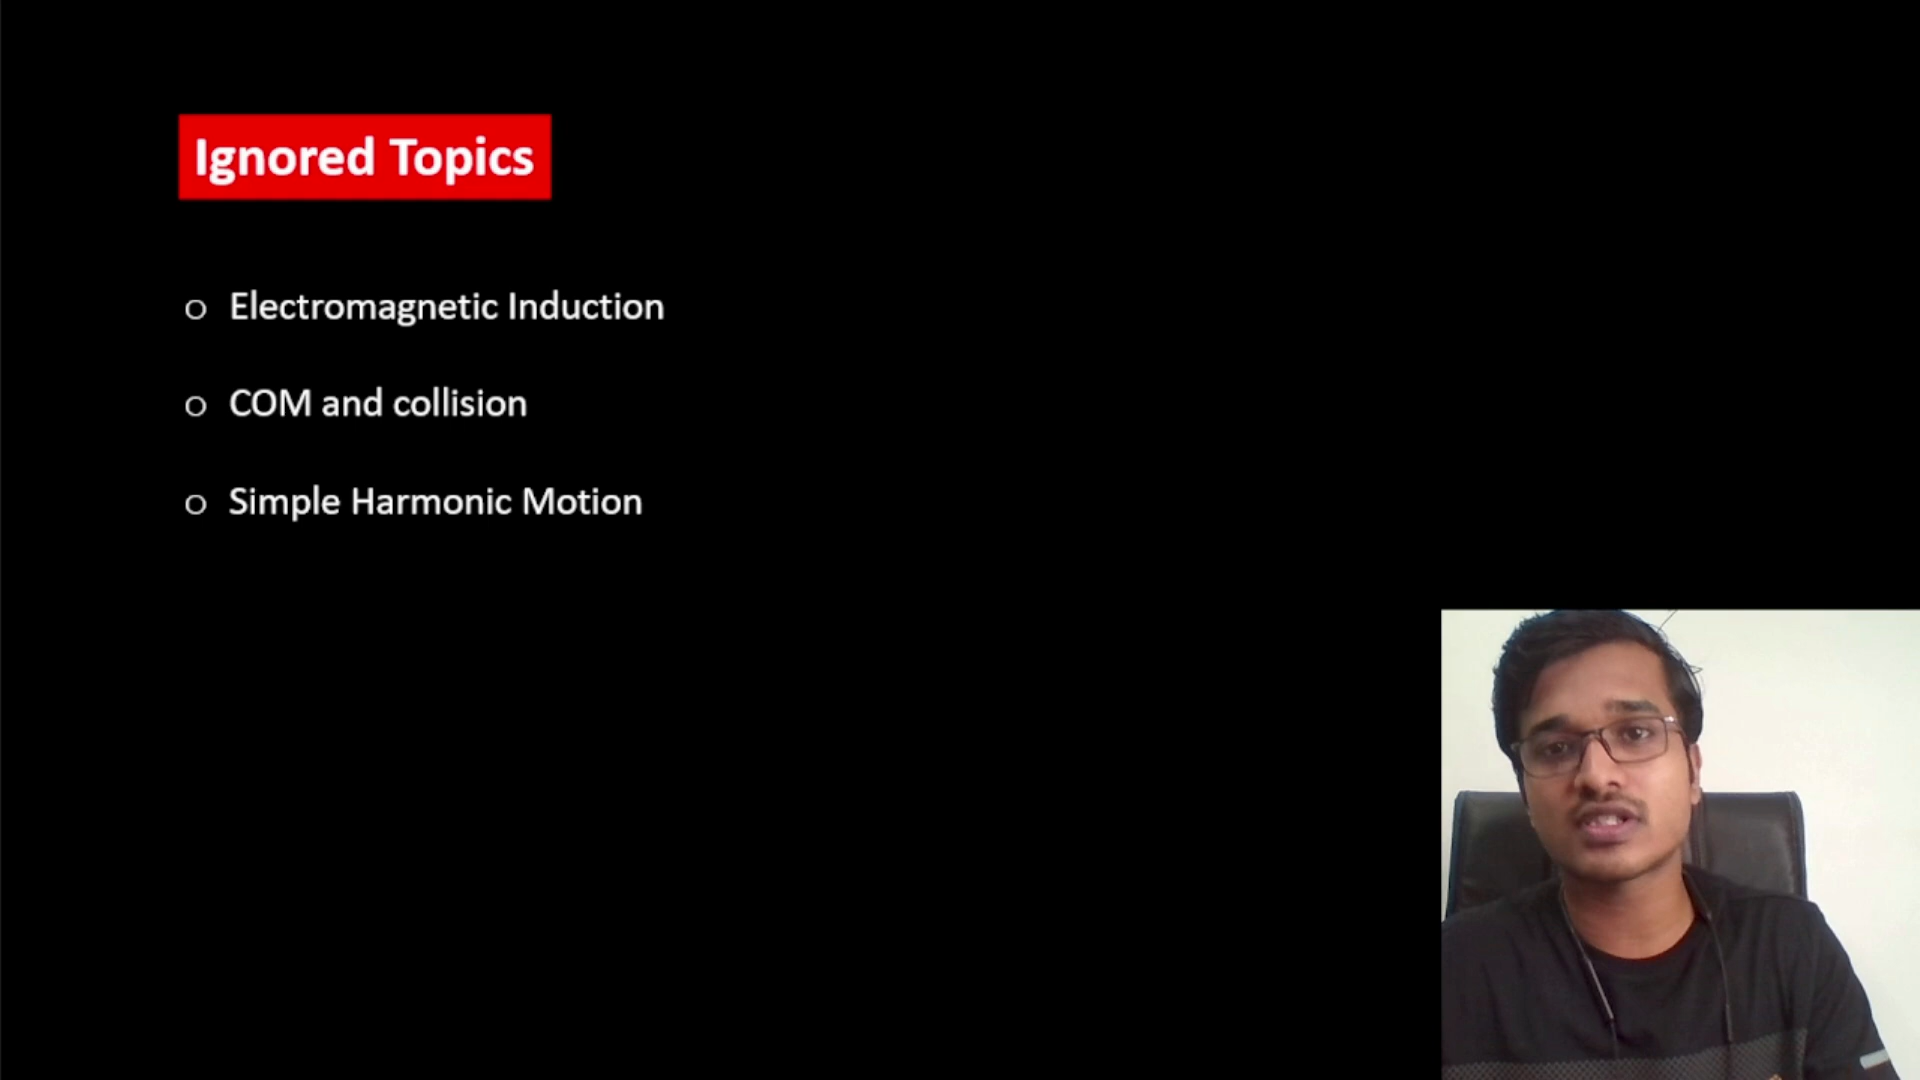 Ignored Topics
Electromagnetic Induction
COM and collision
Simple Harmonic Motion